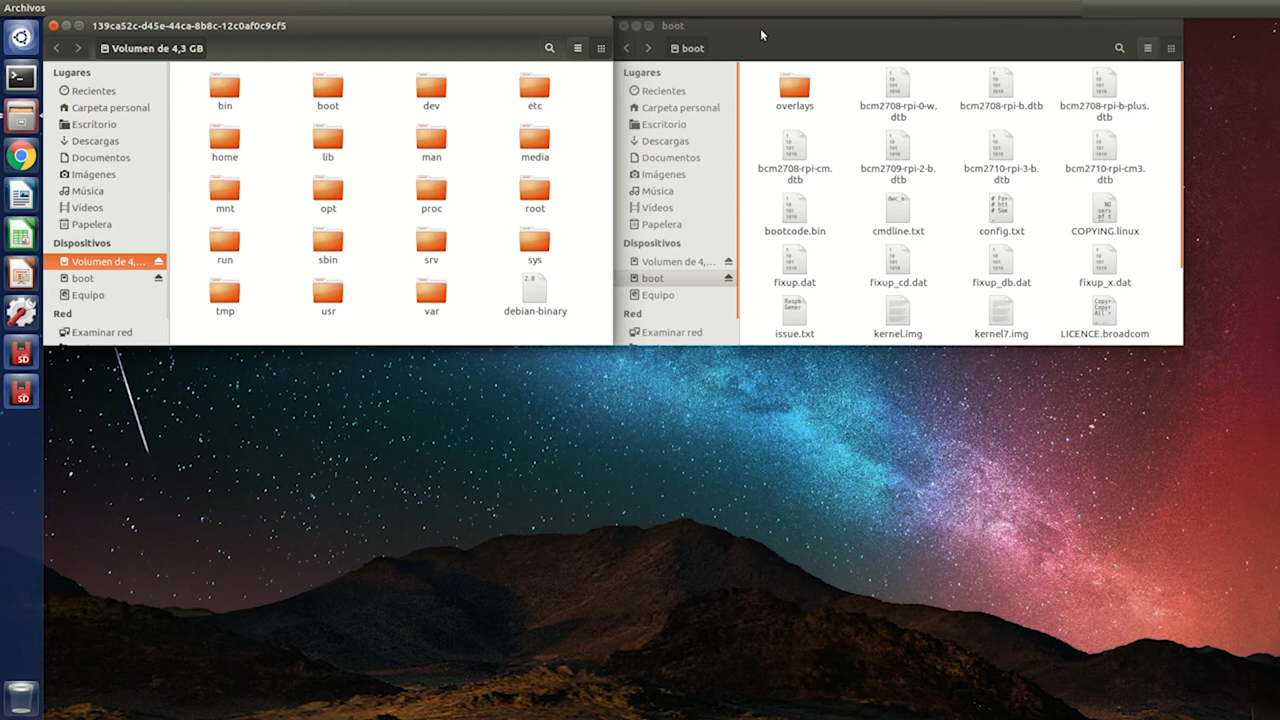 Archivos
139ca52c-d45e-44ca-8b8c-12c0af0c9cf5
Volumen de 4,3 GB
Lugares
Recientes
Carpeta personal
Escritorio
Descargas
Documentos
Imágenes
Música
Vídeos
Papelera
Dispositivos
Volumen de 4,...
boot
Equipo
Red
Examinar red
bin
boot
dev
etc
home
lib
man
media
mnt
opt
proc
root
run
sbin
srv
sys
tmp
usr
var
2.0
debian-binary
boot
boot
Lugares
Recientes
Carpeta personal
Escritorio
Descargas
Documentos
Imágenes
Música
Vídeos
Papelera
Dispositivos
Volumen de 4,...
boot
Equipo
Red
Examinar red
overlays
bcm2708-rpi-0-w.
dtb
bcm2708-rpi-b.dtb
bcm2708-rpi-b-plus.
dtb
bcm2708-rpi-cm.
dtb
bcm2709-rpi-2-b.
dtb
bcm2710-rpi-3-b.
dtb
bcm2710-rpi-cm3.
dtb
bootcode.bin
cmdline.txt
config.txt
COPYING.linux
fixup.dat
fixup_cd.dat
fixup_db.dat
fixup_x.dat
issue.txt
kernel.img
kernel7.img
LICENCE.broadcom
SD
SD